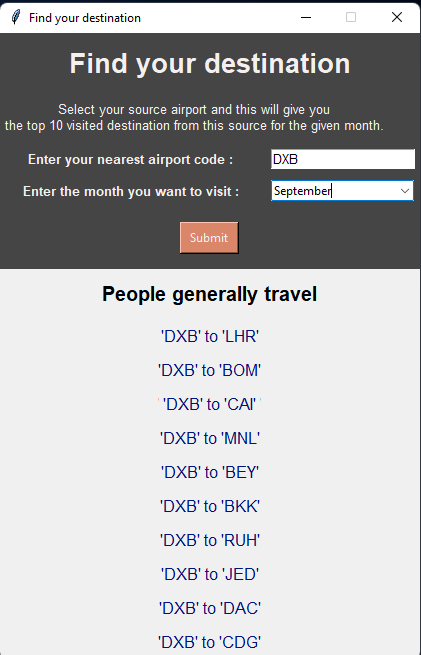 Find your destination
Find your destination
Select your source airport and this will give you
the top 10 visited destination from this source for the given month.
Enter your nearest airport code : DXB
Enter the month you want to visit : September
Submit
People generally travel
'DXB' to 'LHR'
'DXB' to 'BOM'
'DXB' to 'CAI'
'DXB' to 'MNL'
'DXB' to 'BEY'
'DXB' to 'BKK'
'DXB' to 'RUH'
'DXB' to 'JED'
'DXB' to 'DAC'
'DXB' to 'CDG'